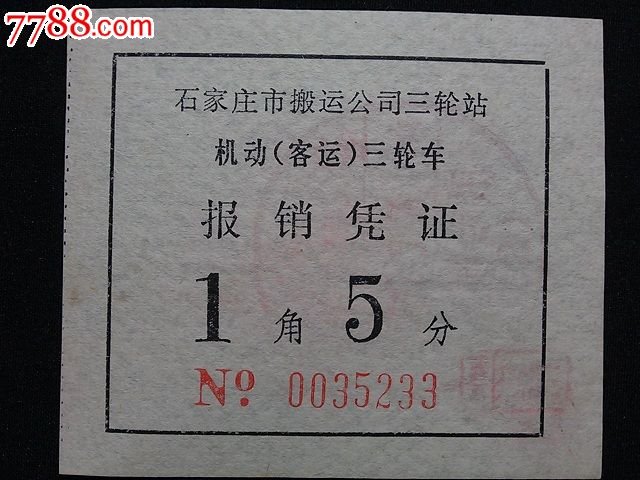 7788.com
石家庄市搬运公司三轮站
机动(客运)三轮车
报销凭证
1角5分
No 0035233